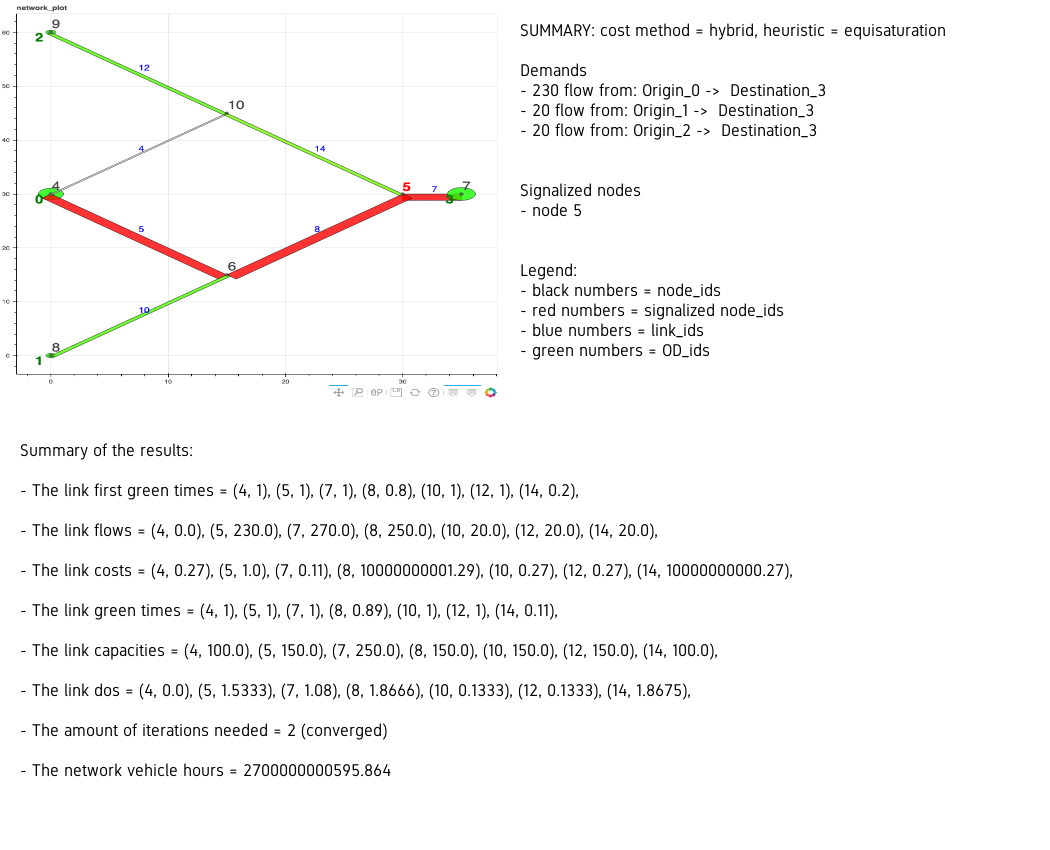 network_plot
SUMMARY: cost method = hybrid, heuristic = equisaturation
Demands
- 230 flow from: Origin_0 -> Destination_3
- 20 flow from: Origin_1 -> Destination_3
- 20 flow from: Origin_2 -> Destination_3
Signalized nodes
- node 5
Legend:
- black numbers = node_ids
- red numbers = signalized node_ids
- blue numbers = link_ids
- green numbers = OD_ids
60
50
40
30
20
10
0
0
10
20
30
9
2
12
10
4
14
4
0
5
7
7
3
5
8
6
10
8
1
Summary of the results:
- The link first green times = (4, 1), (5, 1), (7, 1), (8, 0.8), (10, 1), (12, 1), (14, 0.2),
- The link flows = (4, 0.0), (5, 230.0), (7, 270.0), (8, 250.0), (10, 20.0), (12, 20.0), (14, 20.0),
- The link costs = (4, 0.27), (5, 1.0), (7, 0.11), (8, 10000000001.29), (10, 0.27), (12, 0.27), (14, 10000000000.27),
- The link green times = (4, 1), (5, 1), (7, 1), (8, 0.89), (10, 1), (12, 1), (14, 0.11),
- The link capacities = (4, 100.0), (5, 150.0), (7, 250.0), (8, 150.0), (10, 150.0), (12, 150.0), (14, 100.0),
- The link dos = (4, 0.0), (5, 1.5333), (7, 1.08), (8, 1.8666), (10, 0.1333), (12, 0.1333), (14, 1.8675),
- The amount of iterations needed = 2 (converged)
- The network vehicle hours = 2700000000595.864